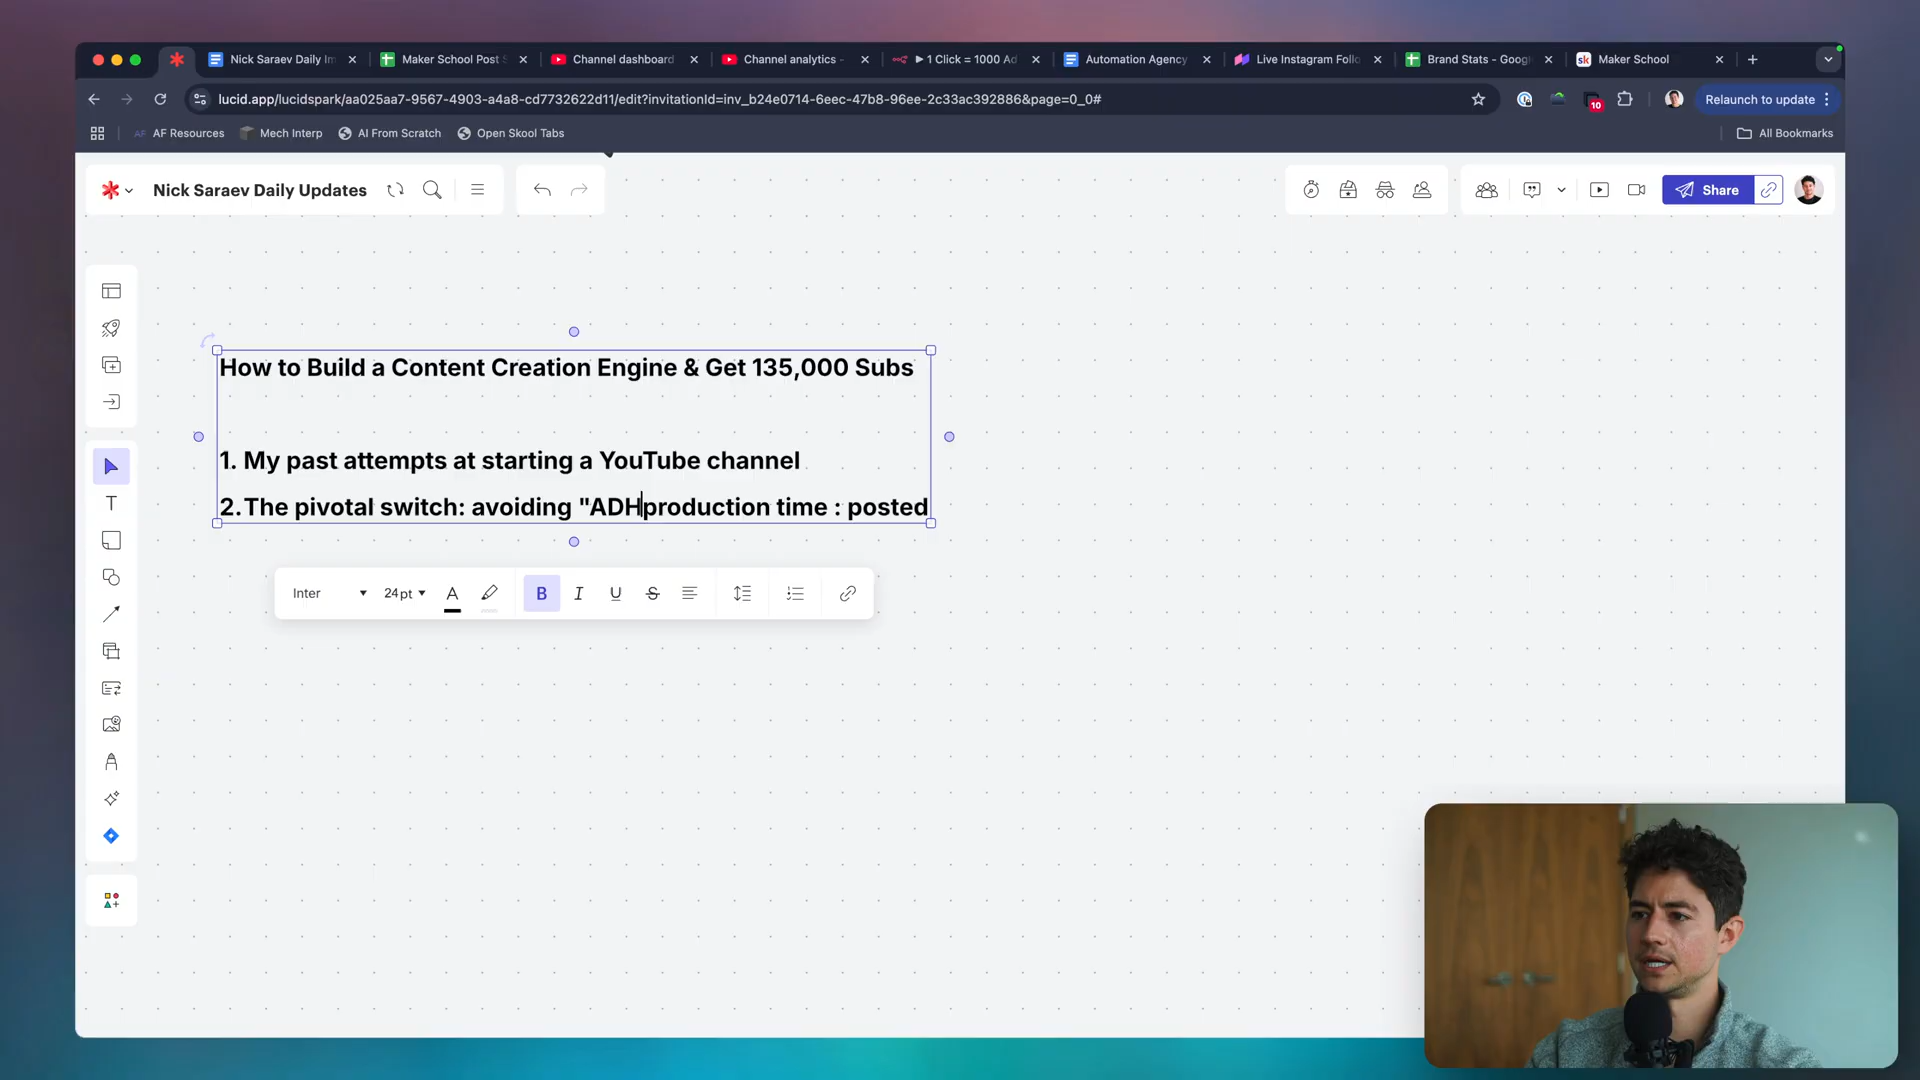 Nick Saraev Daily Im
Maker School Post S
Channel dashboard
Channel analytics -
▶ 1 Click = 1000 Ad
Automation Agency
Live Instagram Follo
Brand Stats - Googl
sk
Maker School
lucid.app/lucidspark/aa025aa7-9567-4903-a4a8-cd7732622d11/edit?invitationId=inv_b24e0714-6eec-47b8-96ee-2c33ac392886&page=0_0#
10
Relaunch to update
AF AF Resources
Mech Interp
AI From Scratch
Open Skool Tabs
All Bookmarks
Nick Saraev Daily Updates
Share
How to Build a Content Creation Engine & Get 135,000 Subs
1. My past attempts at starting a YouTube channel
2. The pivotal switch: avoiding "ADHproduction time : posted
Inter
24pt
A
B
I
U
S
T